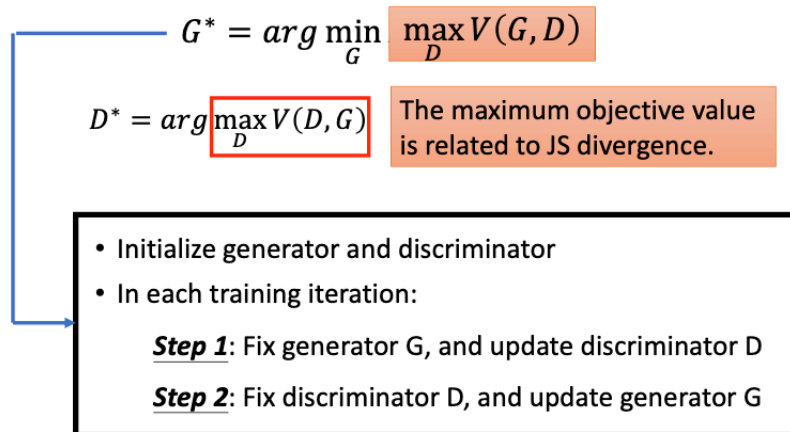 G* = arg min_G max_D V(G, D)
D* = arg max_D V(D, G)
The maximum objective value
is related to JS divergence.
• Initialize generator and discriminator
• In each training iteration:
Step 1: Fix generator G, and update discriminator D
Step 2: Fix discriminator D, and update generator G